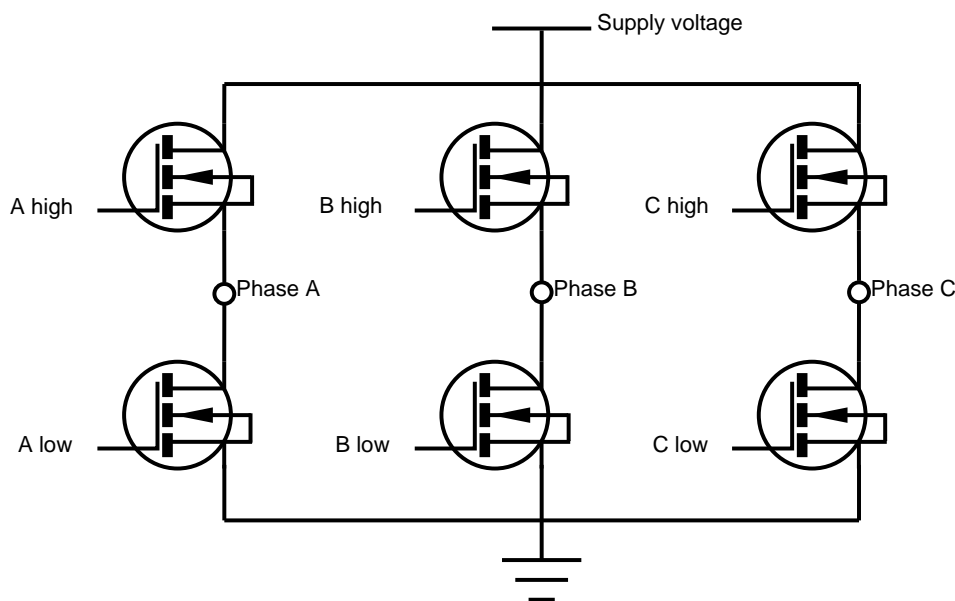 Supply voltage
A high
B high
C high
Phase A
Phase B
Phase C
A low
B low
C low